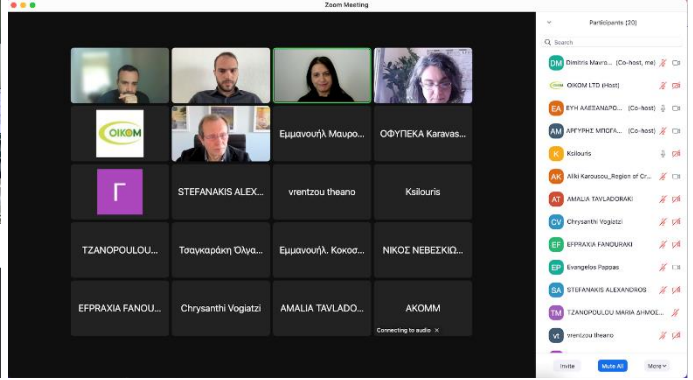 Zoom Meeting
OIKOM
Εμμανουήλ Μαυρο...
ΟΦΥΠΕΚΑ Karavas...
Γ
STEFANAKIS ALEX...
vrentzou theano
Ksilouris
TZANOPOULOU...
Τσαγκαράκη Όλγα...
Εμμανουήλ. Κοκοσ...
ΝΙΚΟΣ ΝΕΒΕΣΚΙΩ...
EFPRAXIA FANOU...
Chrysanthi Vogiatzi
AMALIA TAVLADO...
AKOMM
Connecting to audio
Participants (20)
Search
DM Dimitris Mavro... (Co-host, me)
OIKOM LTD (Host)
EA ΕΥΗ ΑΛΕΞΑΝΔΡΟ... (Co-host)
AM ΑΡΓΥΡΗΣ ΜΠΟΓΛ... (Co-host)
K Ksilouris
AK Aliki Karousou_Region of Cr...
AT AMALIA TAVLADORAKI
CV Chrysanthi Vogiatzi
EF EFPRAXIA FANOURAKI
EP Evangelos Pappas
SA STEFANAKIS ALEXANDROS
TM TZANOPOULOU MARIA ΔΗΜΟΣ...
vt vrentzou theano
Invite
Mute All
More